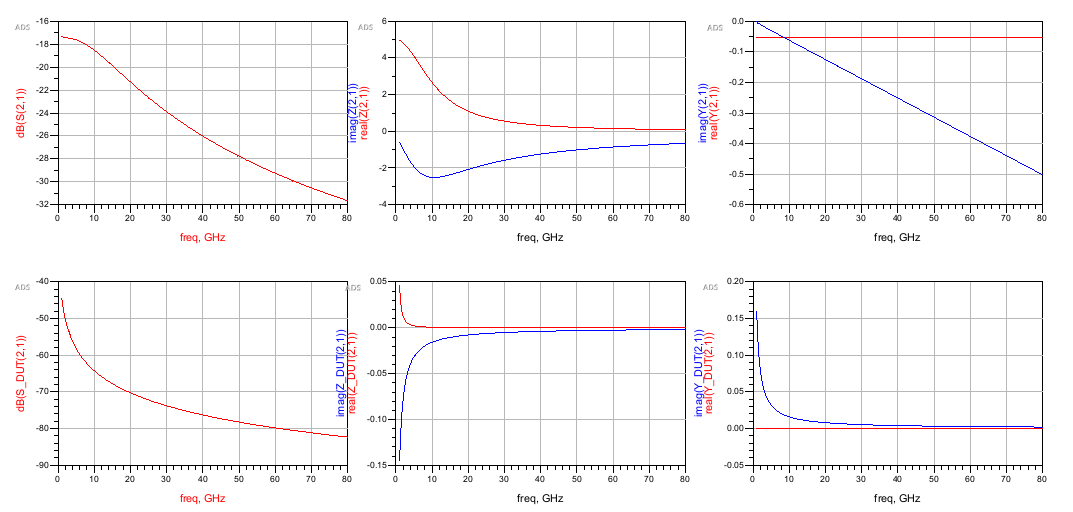 ADS
dB(S(2,1))
-16
-18
-20
-22
-24
-26
-28
-30
-32
0 10 20 30 40 50 60 70 80
freq, GHz
ADS
imag(Z(2,1))
real(Z(2,1))
6
4
2
0
-2
-4
0 10 20 30 40 50 60 70 80
freq, GHz
ADS
imag(Y(2,1))
real(Y(2,1))
0.0
-0.1
-0.2
-0.3
-0.4
-0.5
-0.6
0 10 20 30 40 50 60 70 80
freq, GHz
ADS
dB(S_DUT(2,1))
-40
-50
-60
-70
-80
-90
0 10 20 30 40 50 60 70 80
freq, GHz
ADS
imag(Z_DUT(2,1))
real(Z_DUT(2,1))
0.05
0.00
-0.05
-0.10
-0.15
0 10 20 30 40 50 60 70 80
freq, GHz
ADS
imag(Y_DUT(2,1))
real(Y_DUT(2,1))
0.20
0.15
0.10
0.05
0.00
-0.05
0 10 20 30 40 50 60 70 80
freq, GHz